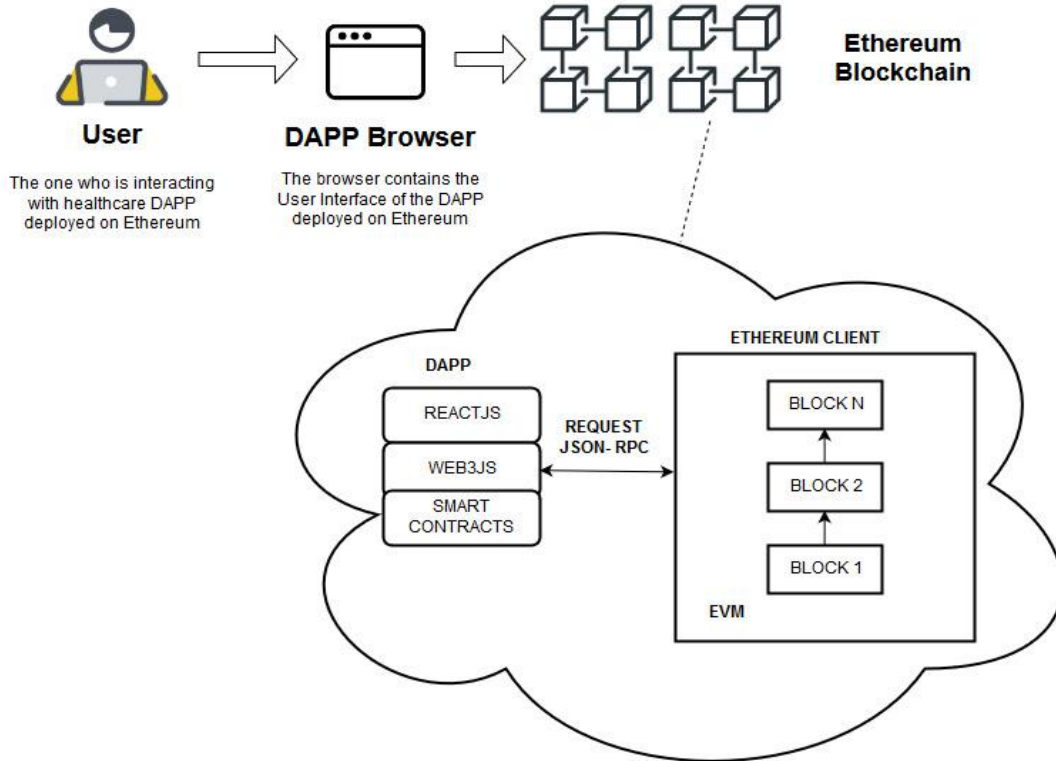 Ethereum
Blockchain
User
DAPP Browser
The one who is interacting
with healthcare DAPP
deployed on Ethereum
The browser contains the
User Interface of the DAPP
deployed on Ethereum
DAPP
REACTJS
WEB3JS
SMART
CONTRACTS
REQUEST
JSON- RPC
ETHEREUM CLIENT
BLOCK N
BLOCK 2
BLOCK 1
EVM